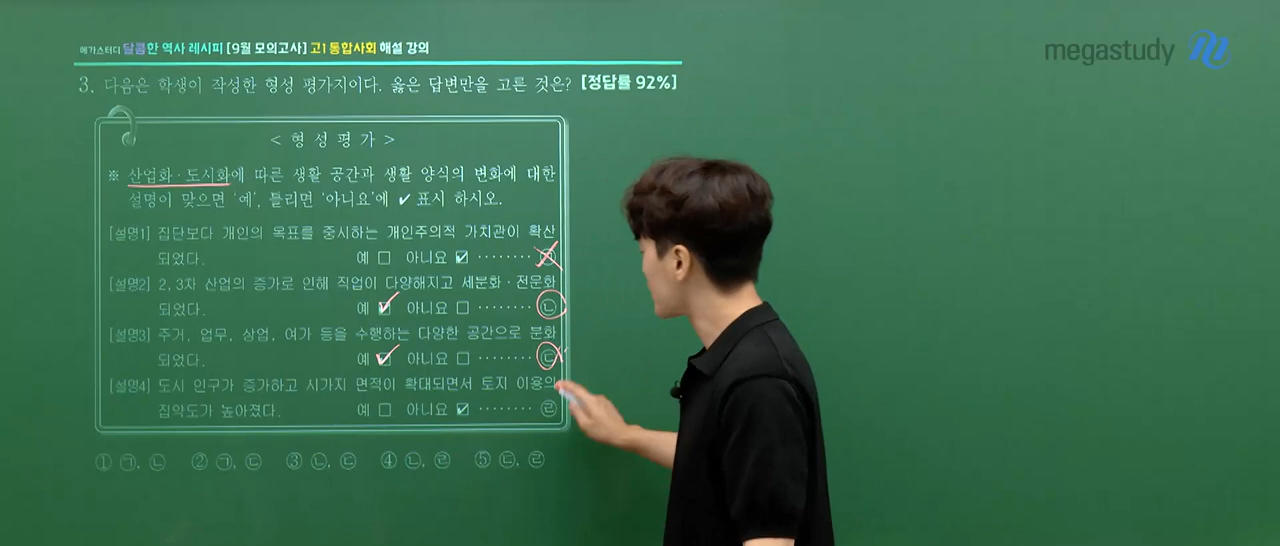 메가스터디 달콤한 역사 레시피 [9월 모의고사] 고1 통합사회 해설 강의
megastudy
3. 다음은 학생이 작성한 형성 평가지이다. 옳은 답변만을 고른 것은? [정답률 92%]
< 형 성 평 가 >
※ 산업화·도시화에 따른 생활 공간과 생활 양식의 변화에 대한
설명이 맞으면 '예', 틀리면 '아니요'에 ✔ 표시 하시오.
[설명1] 집단보다 개인의 목표를 중시하는 개인주의적 가치관이 확산
되었다. 예 □ 아니요 ☑ ········ ㉠
[설명2] 2, 3차 산업의 증가로 인해 직업이 다양해지고 세분화·전문화
되었다. 예 ☑ 아니요 □ ········ ㉡
[설명3] 주거, 업무, 상업, 여가 등을 수행하는 다양한 공간으로 분화
되었다. 예 ☑ 아니요 □ ········ ㉢
[설명4] 도시 인구가 증가하고 시가지 면적이 확대되면서 토지 이용의
집약도가 높아졌다. 예 □ 아니요 ☑ ········ ㉣
① ㉠, ㉡ ② ㉠, ㉢ ③ ㉡, ㉢ ④ ㉡, ㉣ ⑤ ㉢, ㉣